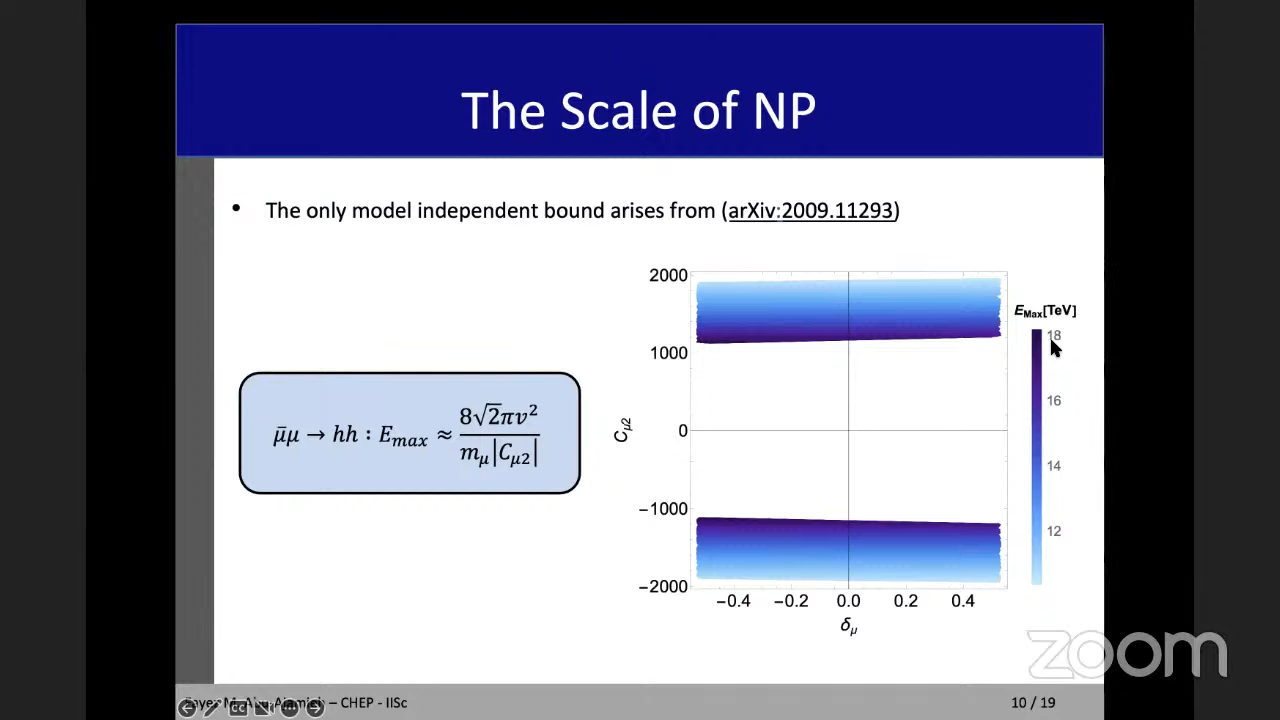 The Scale of NP
• The only model independent bound arises from (arXiv:2009.11293)
μ̄μ → hh : E_max ≈ 8√2πv² / m_μ|C_μ2|
E_Max[TeV]
18
16
14
12
2000
1000
0
−1000
−2000
C_μ2
−0.4 −0.2 0.0 0.2 0.4
δ_μ
zoom
– CHEP - IISc
10 / 19